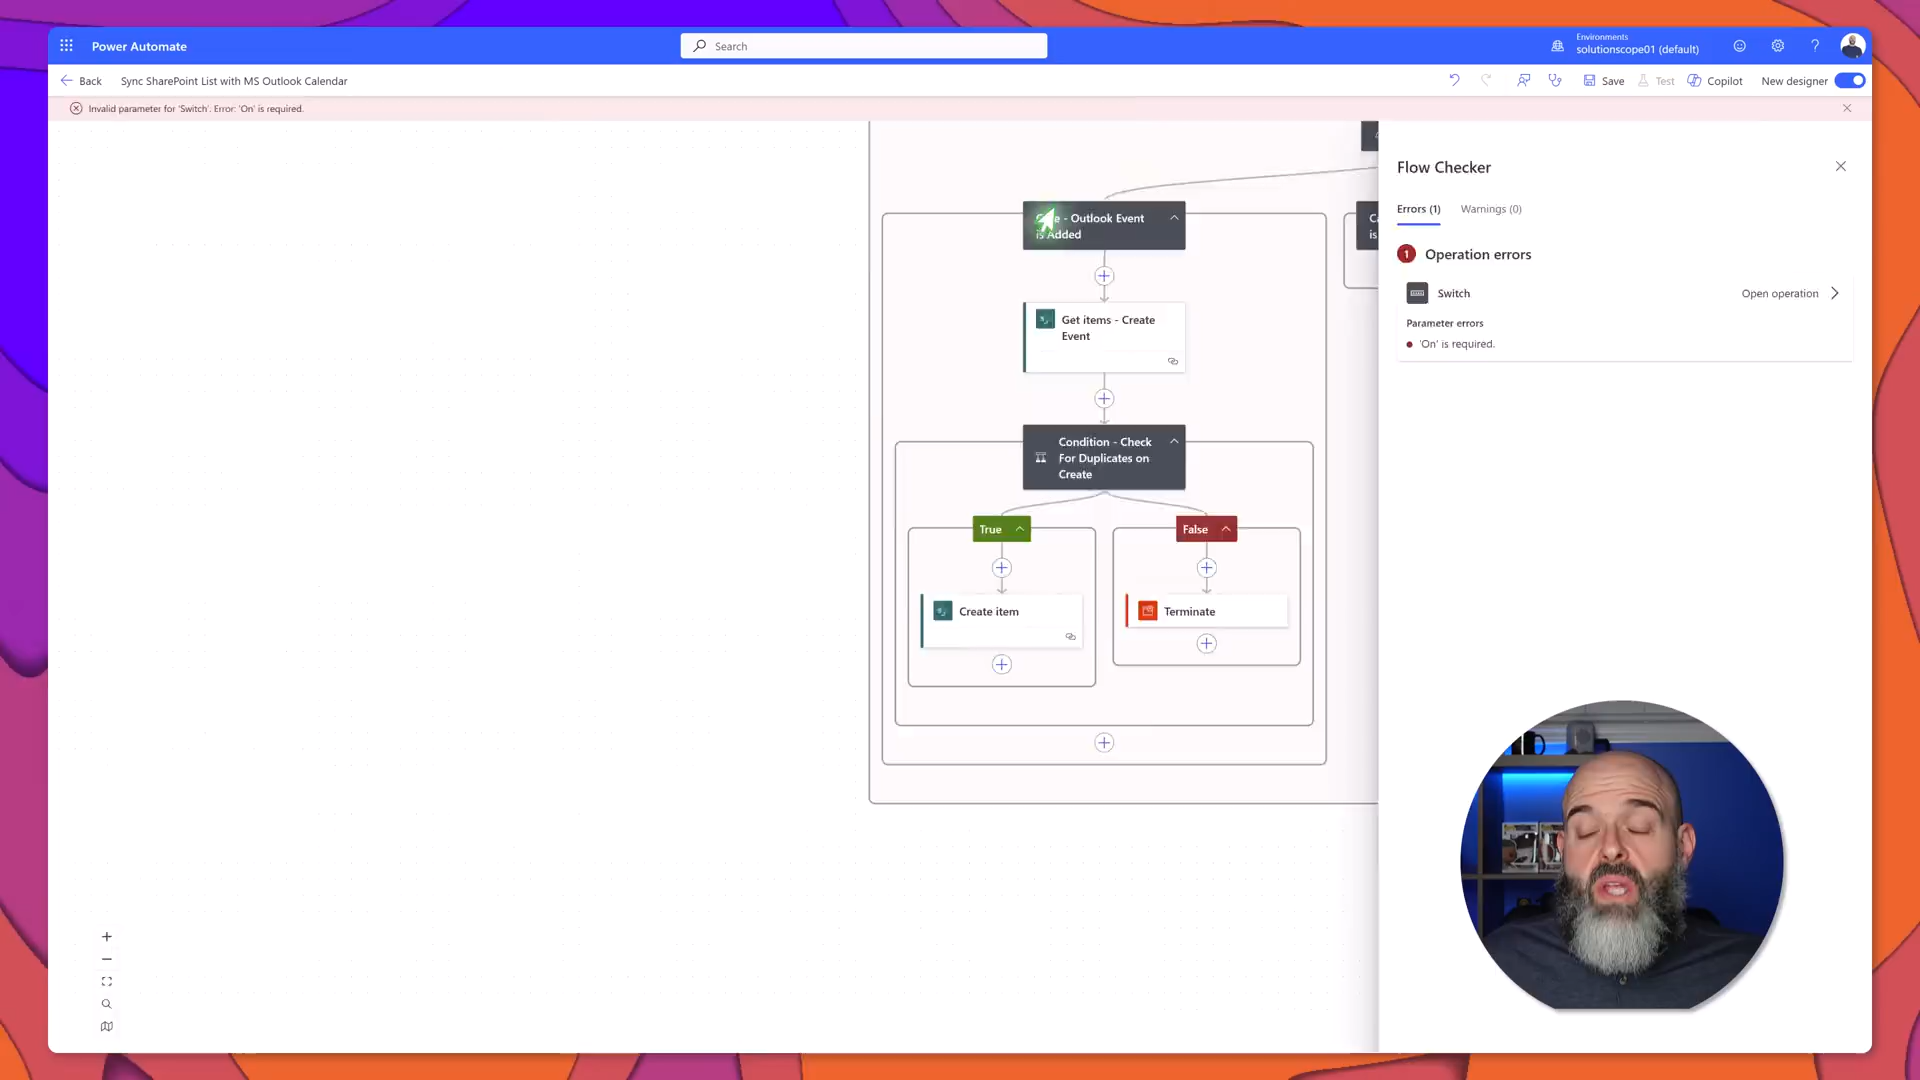 Power Automate
Search
Environments
solutionscope01 (default)
Back
Sync SharePoint List with MS Outlook Calendar
Save
Test
Copilot
New designer
Invalid parameter for 'Switch'. Error: 'On' is required.
Flow Checker
Errors (1)
Warnings (0)
1
Operation errors
Switch
Open operation
Parameter errors
'On' is required.
- Outlook Event
is Added
is
Get items - Create
Event
Condition - Check
For Duplicates on
Create
True
False
Create item
Terminate